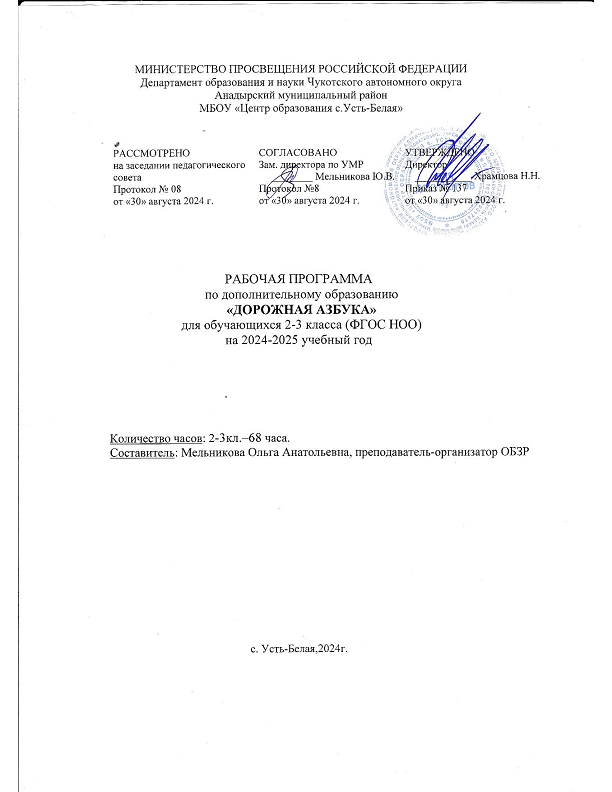 МИНИСТЕРСТВО ПРОСВЕЩЕНИЯ РОССИЙСКОЙ ФЕДЕРАЦИИ
Департамент образования и науки Чукотского автономного округа
Анадырский муниципальный район
МБОУ «Центр образования с.Усть-Белая»
РАССМОТРЕНО
на заседании педагогического
совета
Протокол № 08
от «30» августа 2024 г.
СОГЛАСОВАНО
Зам. директора по УМР
Мельникова Ю.В.
Протокол №8
от «30» августа 2024 г.
УТВЕРЖДЕНО
Директор
Храмцова Н.Н.
Приказ № 137
от «30» августа 2024 г.
РАБОЧАЯ ПРОГРАММА
по дополнительному образованию
«ДОРОЖНАЯ АЗБУКА»
для обучающихся 2-3 класса (ФГОС НОО)
на 2024-2025 учебный год
Количество часов: 2-3кл.–68 часа.
Составитель: Мельникова Ольга Анатольевна, преподаватель-организатор ОБЗР
с. Усть-Белая,2024г.